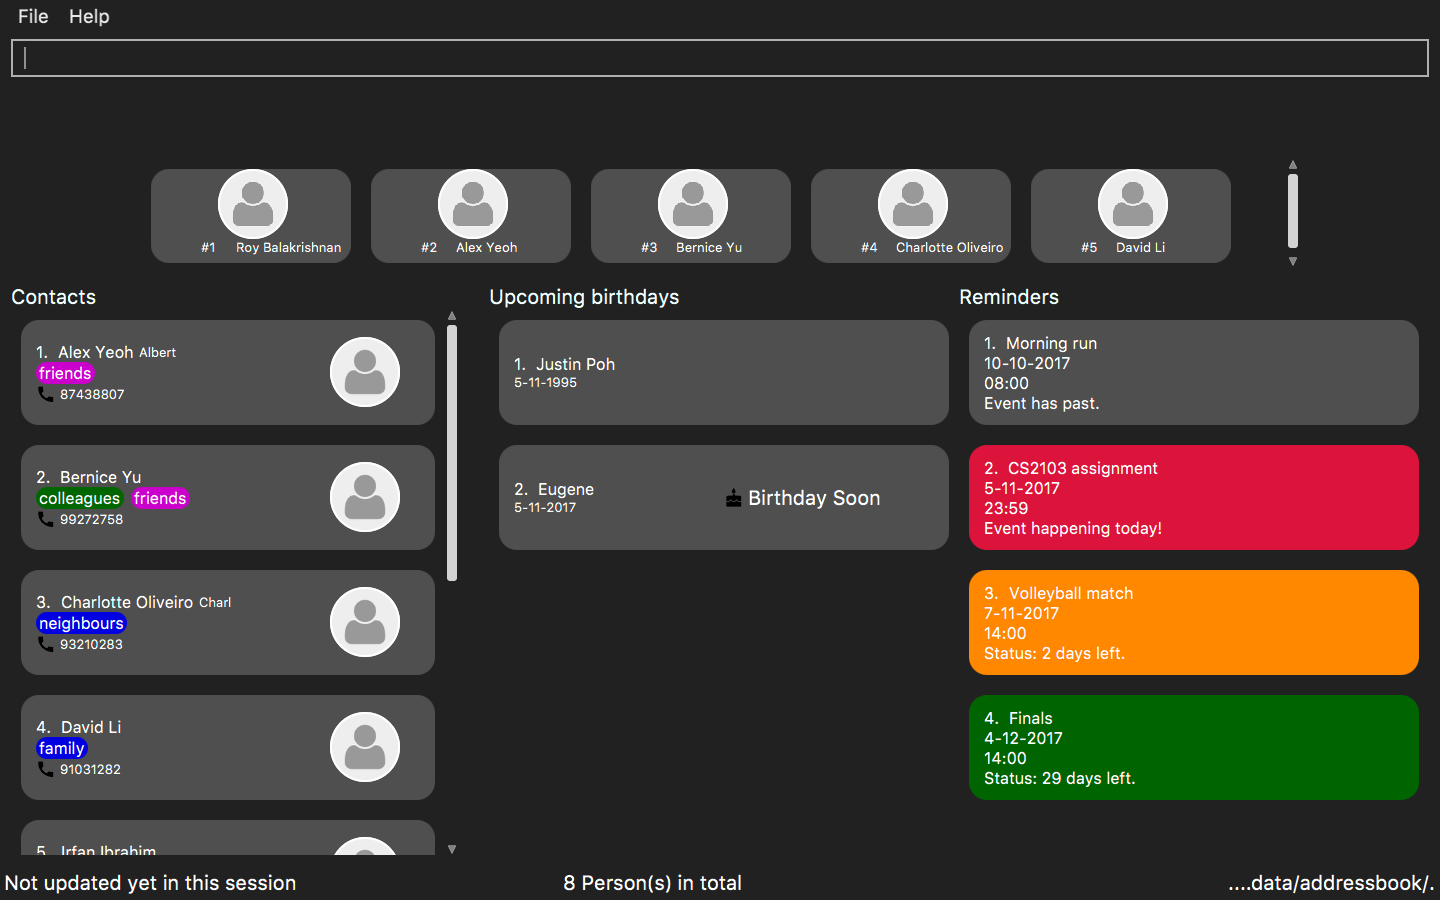 File Help
#1 Roy Balakrishnan
#2 Alex Yeoh
#3 Bernice Yu
#4 Charlotte Oliveiro
#5 David Li
Contacts
1. Alex Yeoh Albert
friends
87438807
2. Bernice Yu
colleagues friends
99272758
3. Charlotte Oliveiro Charl
neighbours
93210283
4. David Li
family
91031282
5. Irfan Ibrahim
Upcoming birthdays
1. Justin Poh
5-11-1995
2. Eugene
5-11-2017
Birthday Soon
Reminders
1. Morning run
10-10-2017
08:00
Event has past.
2. CS2103 assignment
5-11-2017
23:59
Event happening today!
3. Volleyball match
7-11-2017
14:00
Status: 2 days left.
4. Finals
4-12-2017
14:00
Status: 29 days left.
Not updated yet in this session
8 Person(s) in total
....data/addressbook/.